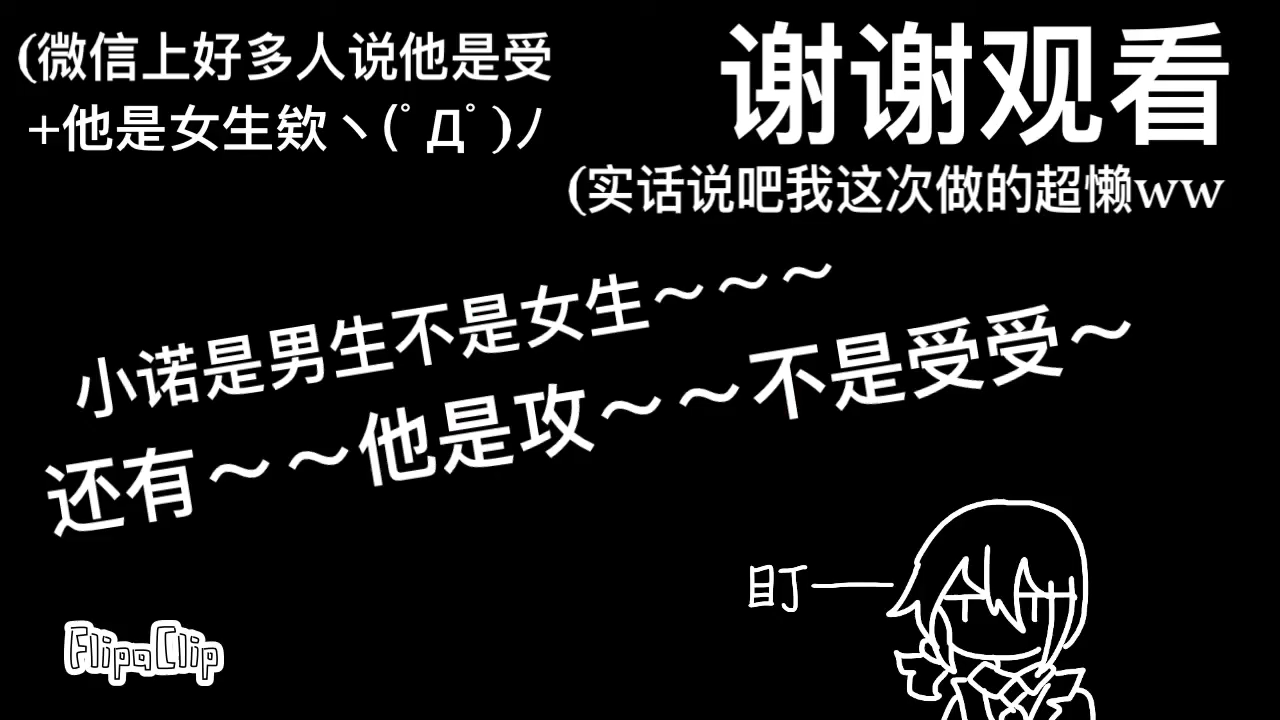 (微信上好多人说他是受
+他是女生欸ヽ(ﾟДﾟ)ﾉ
谢谢观看
(实话说吧我这次做的超懒ww
小诺是男生不是女生～～～
还有～～他是攻～～不是受受～
盯——
FlipaClip